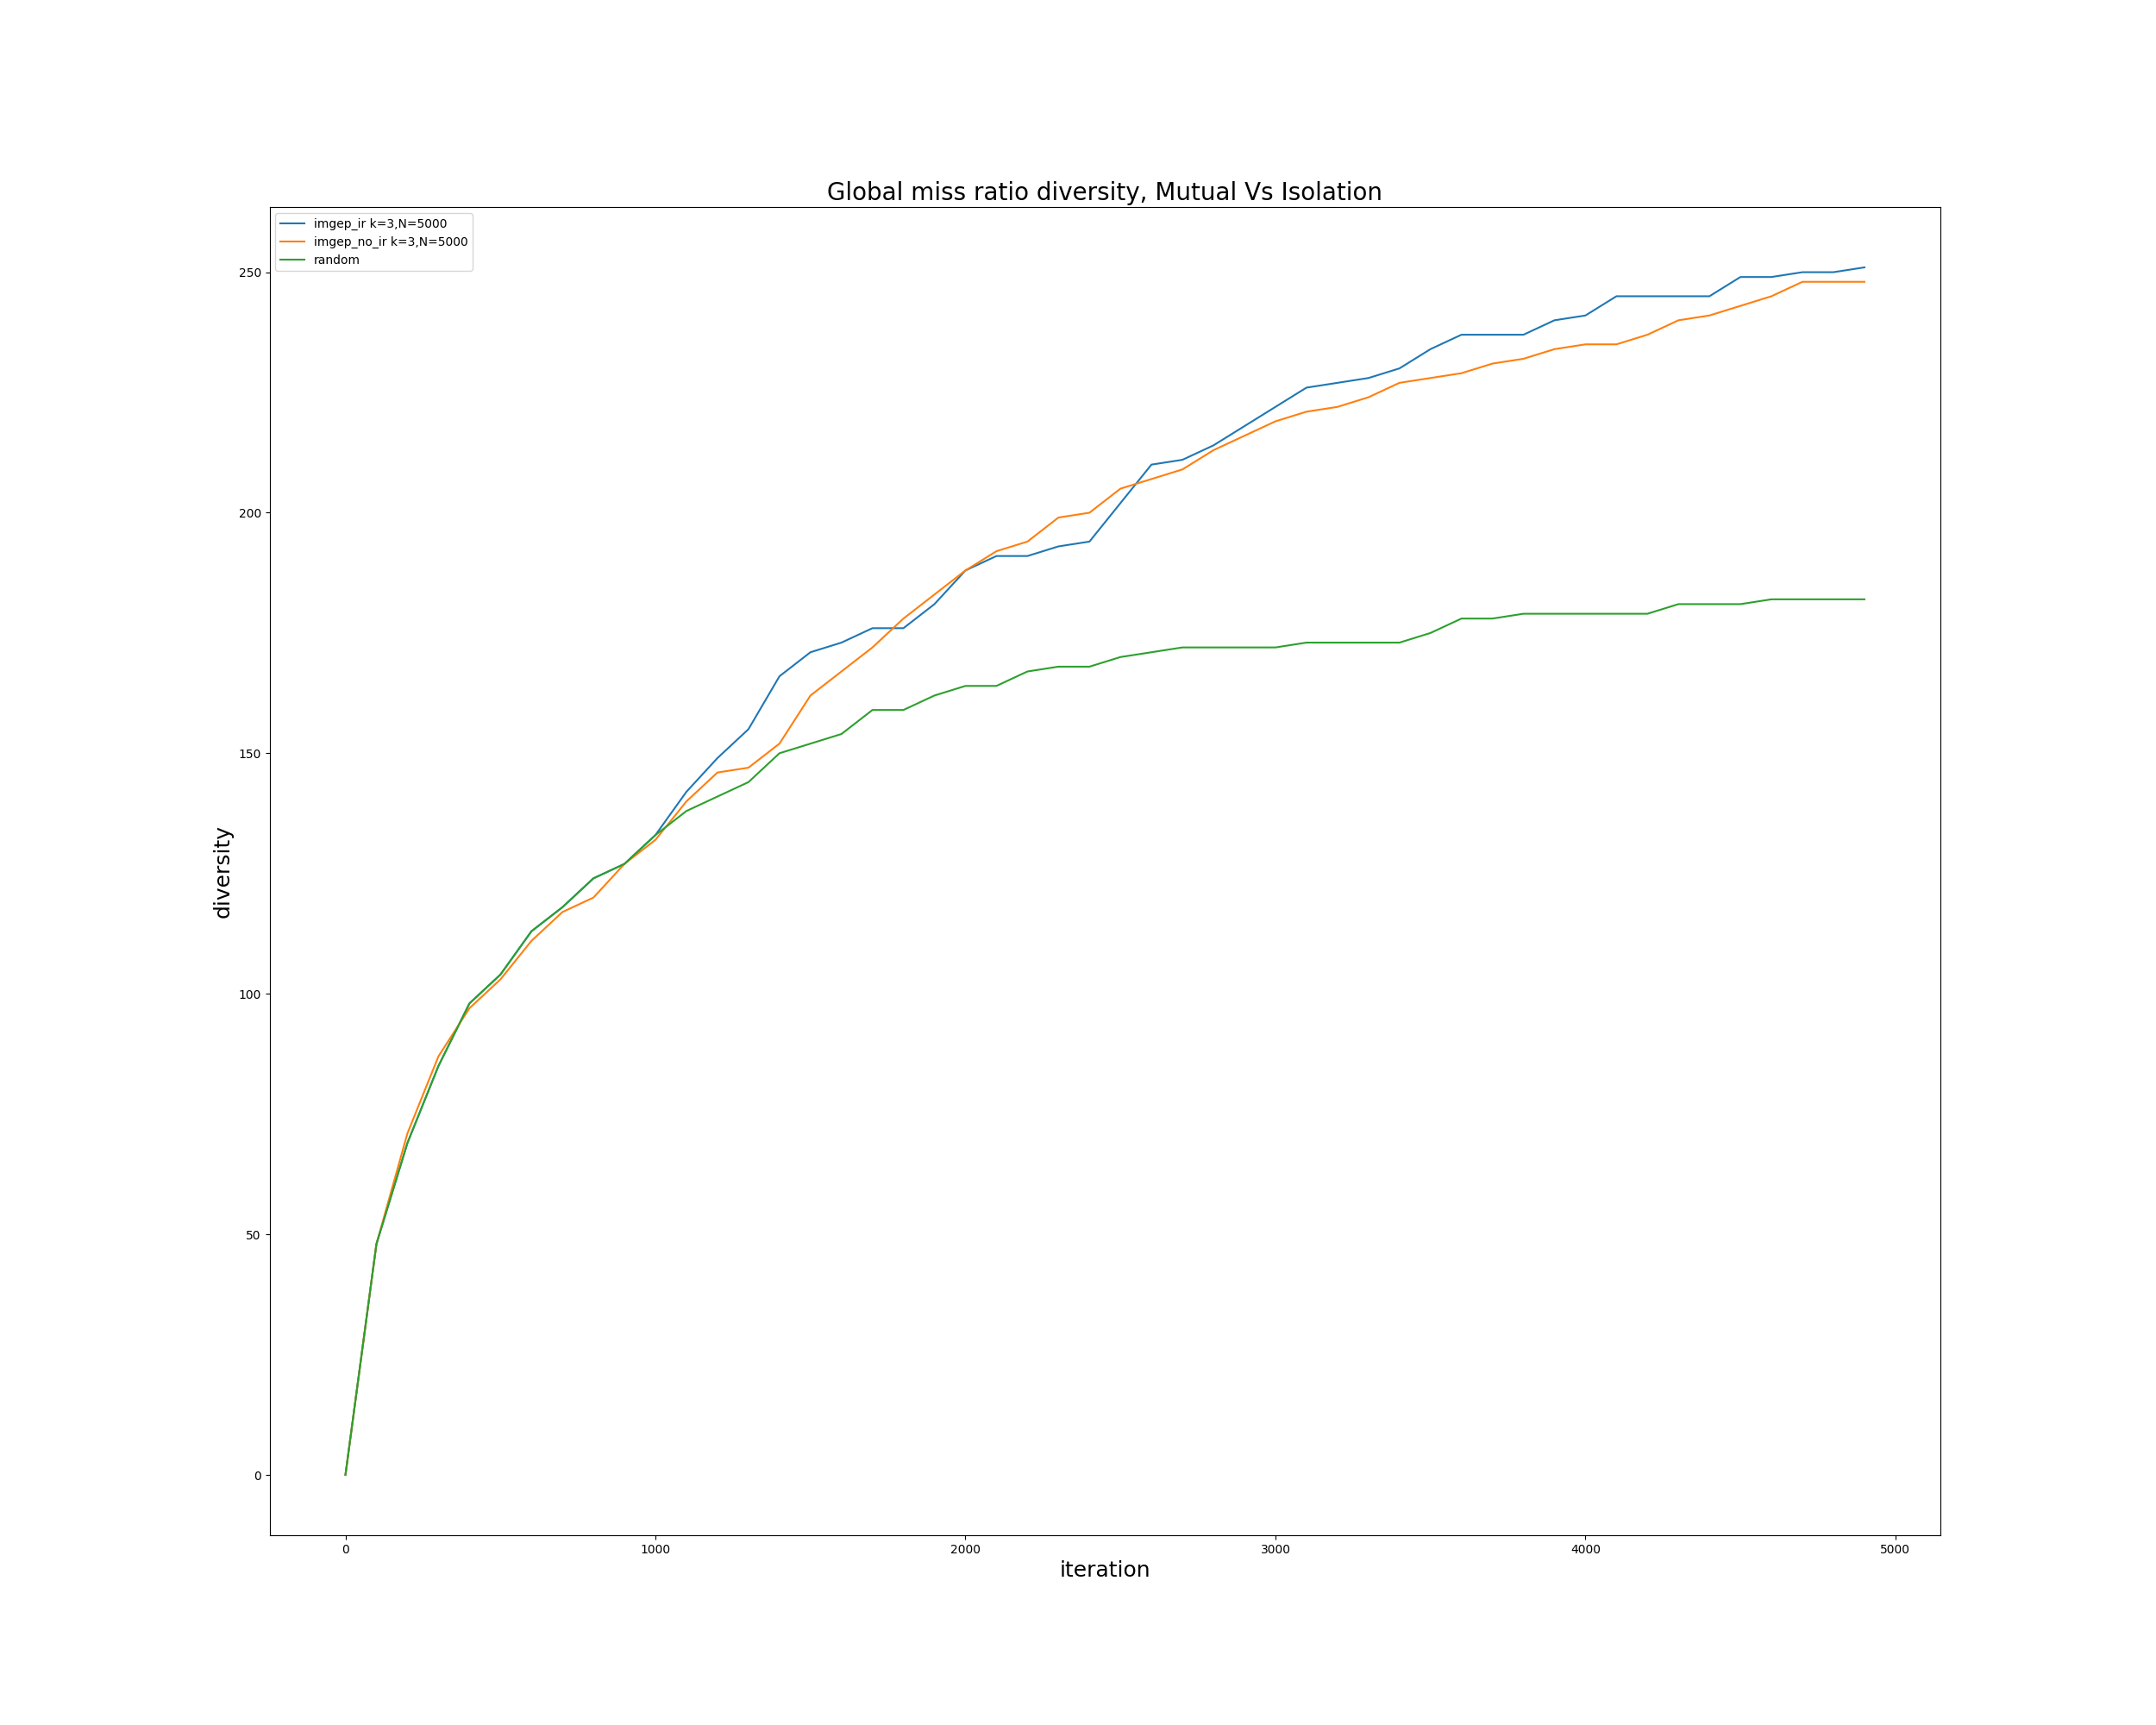 Global miss ratio diversity, Mutual Vs Isolation
imgep_ir k=3,N=5000
imgep_no_ir k=3,N=5000
random
250
200
150
100
50
0
diversity
0 1000 2000 3000 4000 5000
iteration